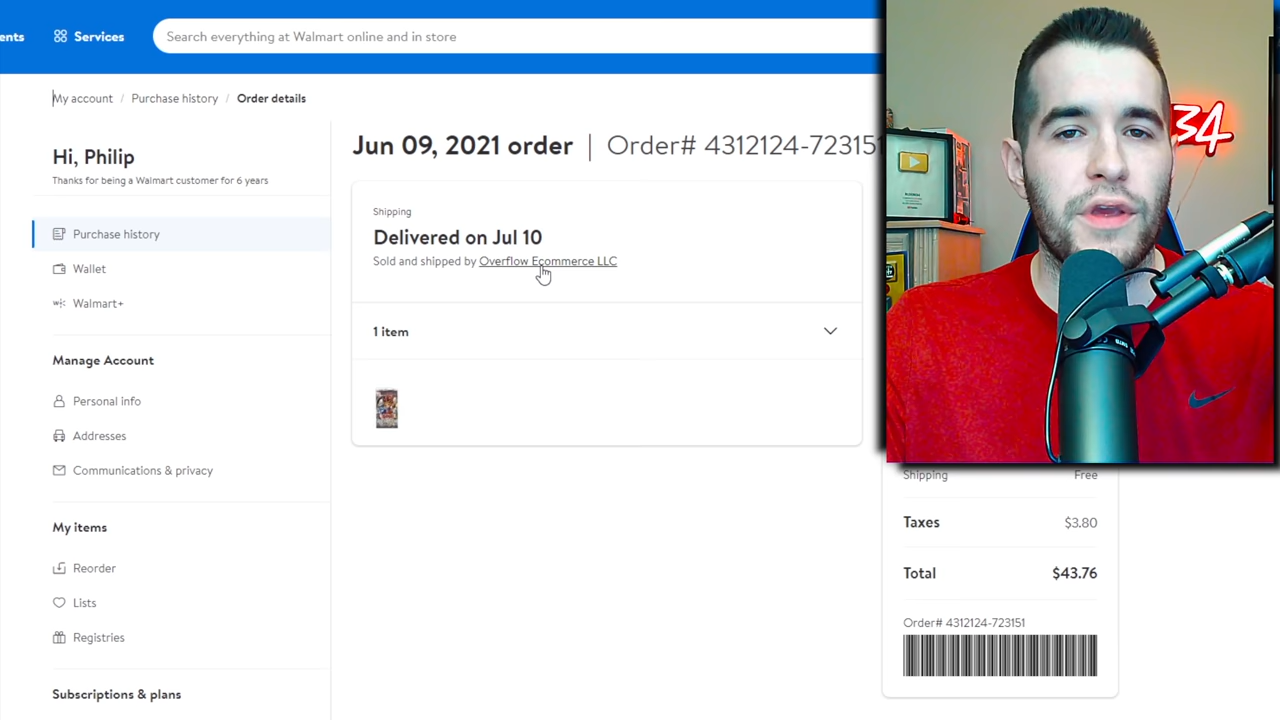 ents
Services
Search everything at Walmart online and in store
My account / Purchase history / Order details
Hi, Philip
Thanks for being a Walmart customer for 6 years
Purchase history
Wallet
Walmart+
Manage Account
Personal info
Addresses
Communications & privacy
My items
Reorder
Lists
Registries
Subscriptions & plans
Jun 09, 2021 order | Order# 4312124-723151
Shipping
Delivered on Jul 10
Sold and shipped by Overflow Ecommerce LLC
1 item
34
Shipping Free
Taxes $3.80
Total $43.76
Order# 4312124-723151